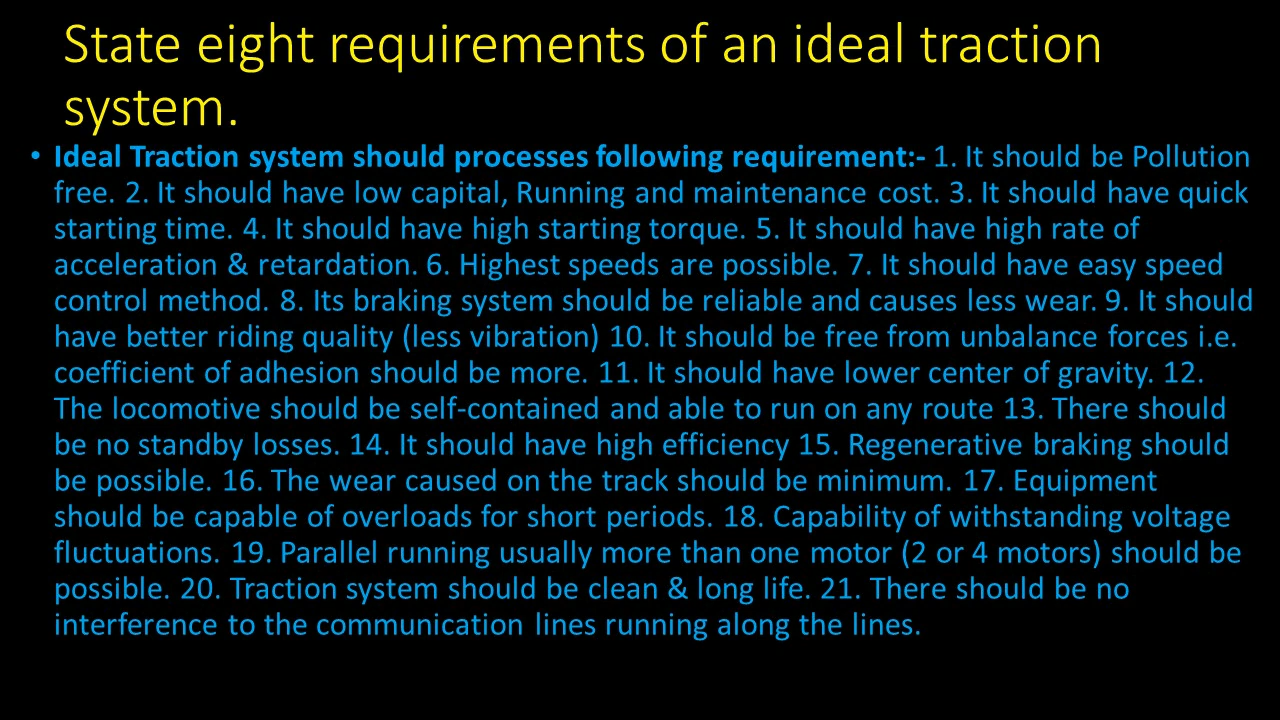 State eight requirements of an ideal traction
system.
• Ideal Traction system should processes following requirement:- 1. It should be Pollution
free. 2. It should have low capital, Running and maintenance cost. 3. It should have quick
starting time. 4. It should have high starting torque. 5. It should have high rate of
acceleration & retardation. 6. Highest speeds are possible. 7. It should have easy speed
control method. 8. Its braking system should be reliable and causes less wear. 9. It should
have better riding quality (less vibration) 10. It should be free from unbalance forces i.e.
coefficient of adhesion should be more. 11. It should have lower center of gravity. 12.
The locomotive should be self-contained and able to run on any route 13. There should
be no standby losses. 14. It should have high efficiency 15. Regenerative braking should
be possible. 16. The wear caused on the track should be minimum. 17. Equipment
should be capable of overloads for short periods. 18. Capability of withstanding voltage
fluctuations. 19. Parallel running usually more than one motor (2 or 4 motors) should be
possible. 20. Traction system should be clean & long life. 21. There should be no
interference to the communication lines running along the lines.